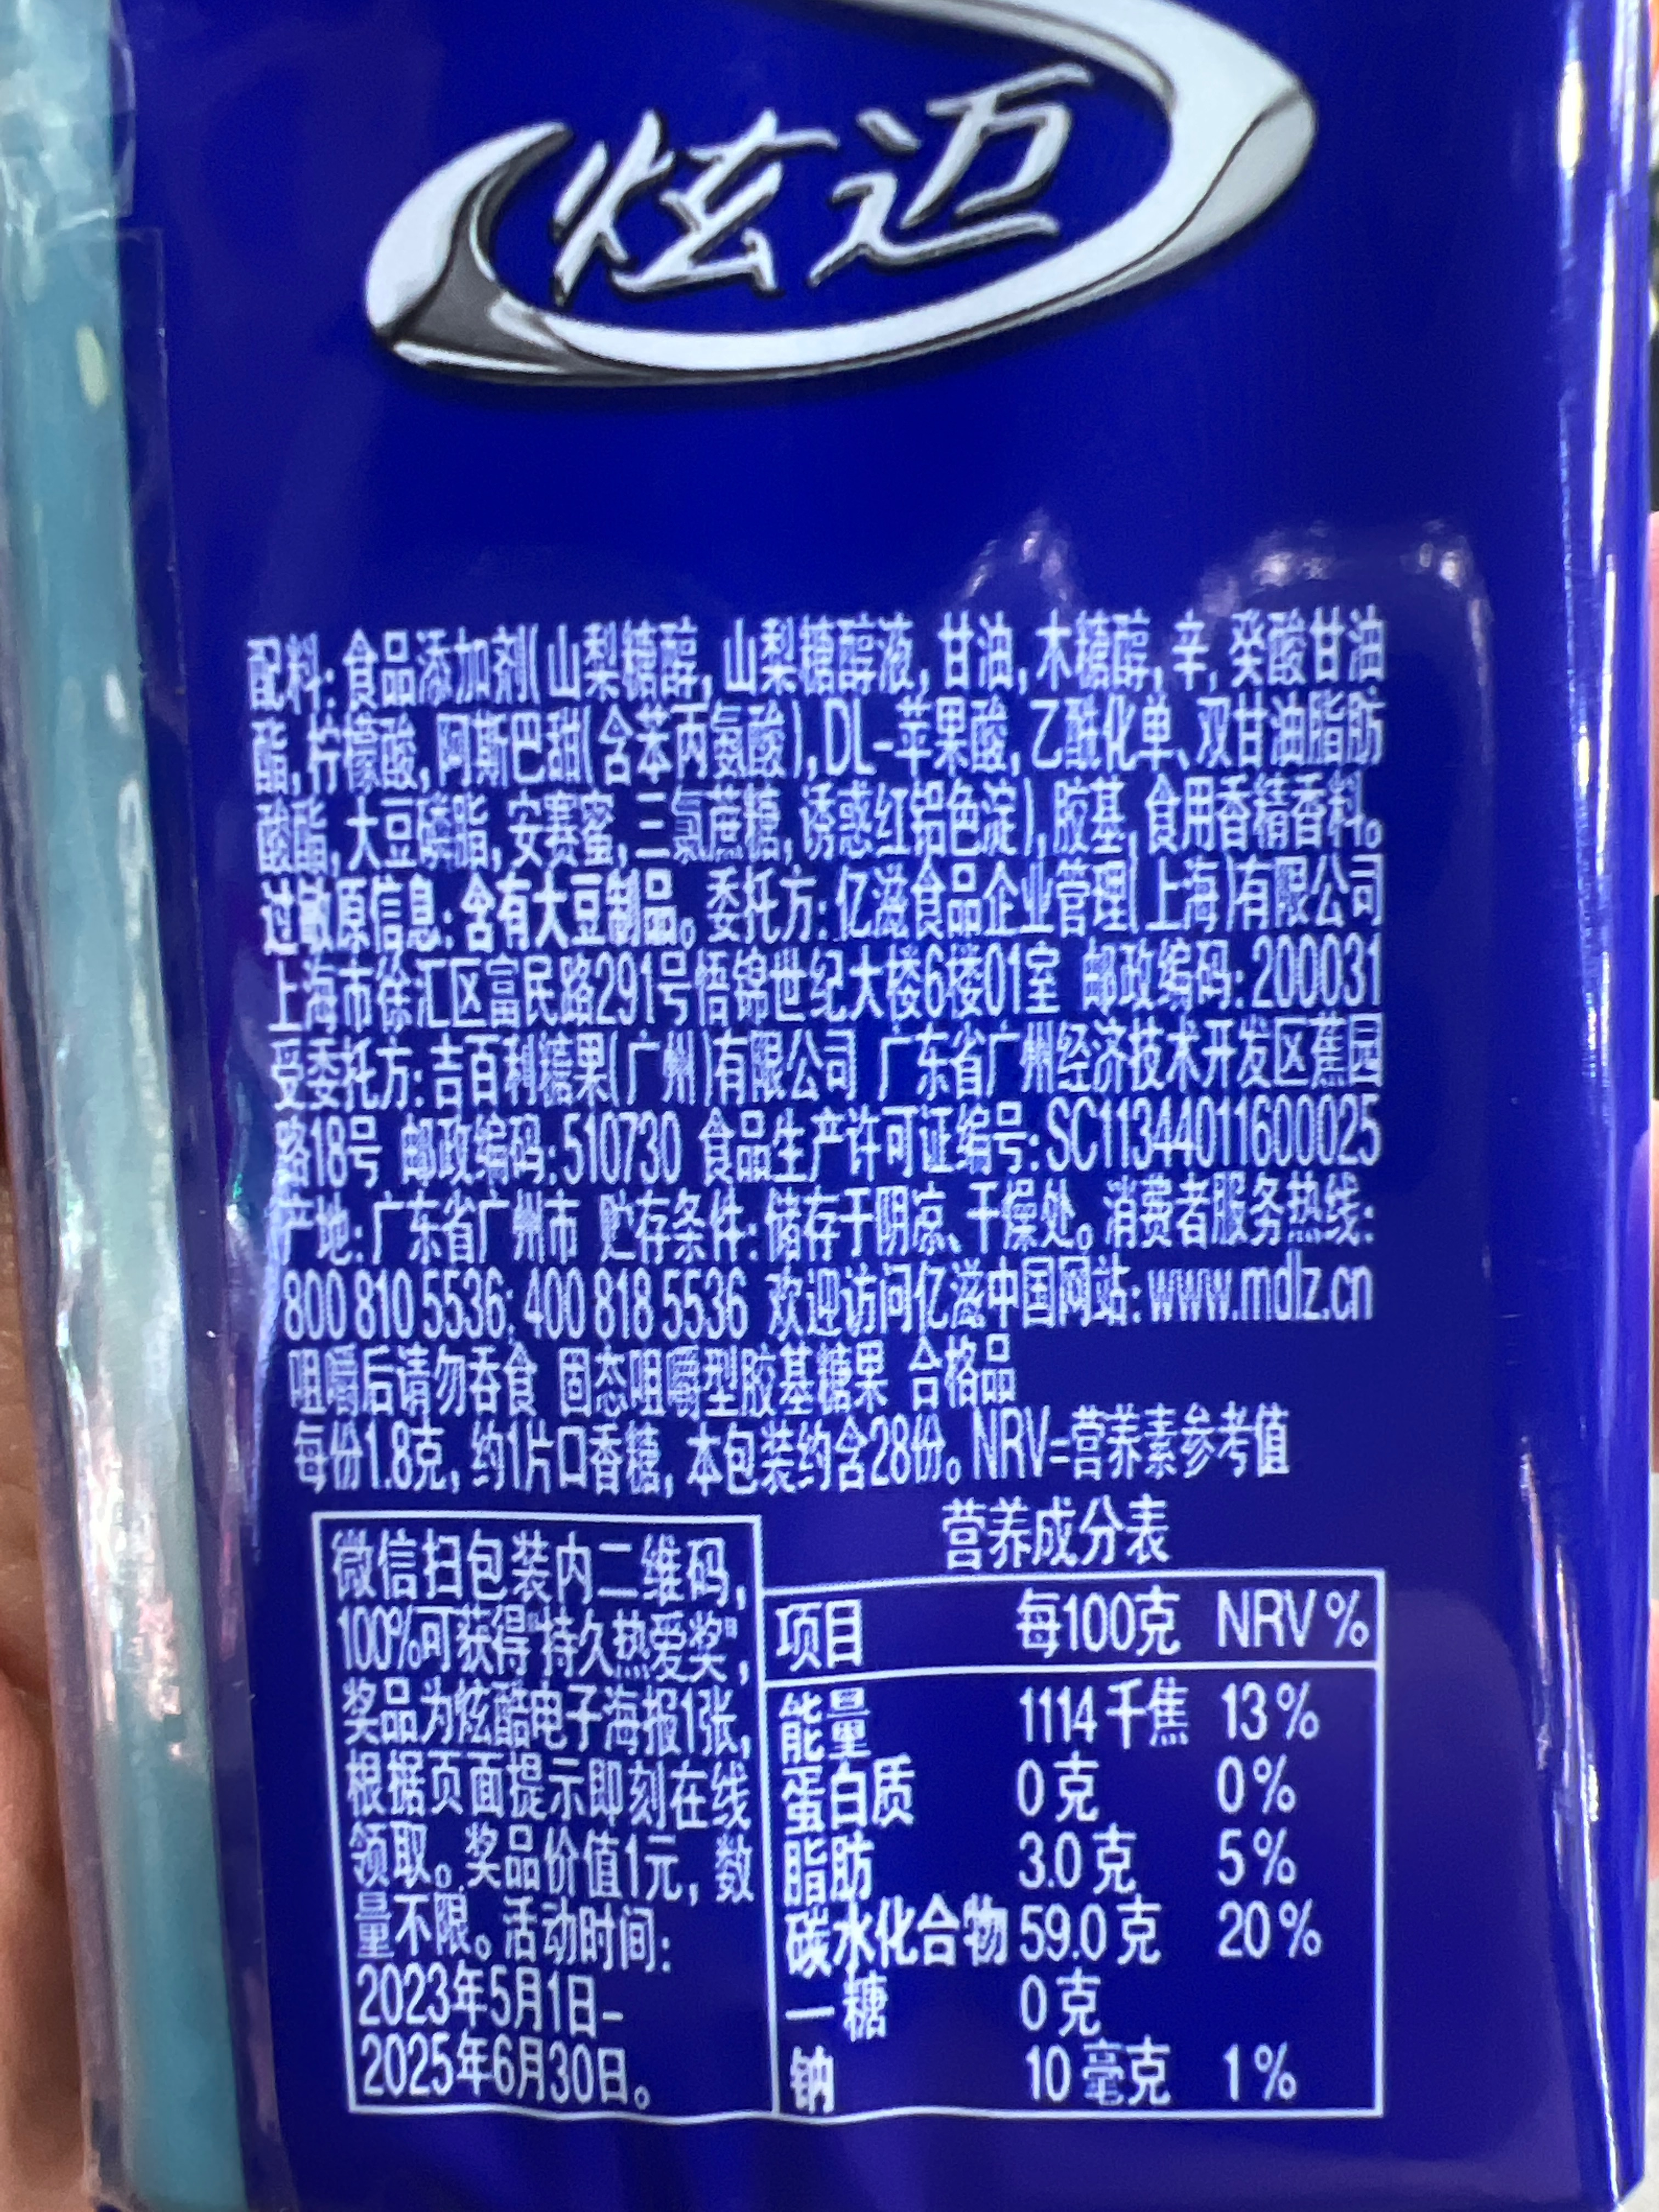 炫迈
配料:食品添加剂(山梨糖醇,山梨糖醇液,甘油,木糖醇,辛,癸酸甘油
酯,柠檬酸,阿斯巴甜(含苯丙氨酸),DL-苹果酸,乙酰化单、双甘油脂肪
酸酯,大豆磷脂,安赛蜜,三氯蔗糖,诱惑红铝色淀),胶基,食用香精香料。
过敏原信息:含有大豆制品。委托方:亿滋食品企业管理(上海)有限公司
上海市徐汇区富民路291号悟锦世纪大楼6楼01室 邮政编码:200031
受委托方:吉百利糖果(广州)有限公司 广东省广州经济技术开发区蕉园
路18号 邮政编码:510730 食品生产许可证编号:SC11344011600025
产地:广东省广州市 贮存条件:储存于阴凉、干燥处。消费者服务热线:
800 810 5536; 400 818 5536 欢迎访问亿滋中国网站:www.mdlz.cn
咀嚼后请勿吞食 固态咀嚼型胶基糖果 合格品
每份1.8克,约1片口香糖,本包装约含28份。NRV=营养素参考值
微信扫包装内二维码,
100%可获得"持久热爱奖",
奖品为炫酷电子海报1张,
根据页面提示即刻在线
领取。奖品价值1元,数
量不限。活动时间:
2023年5月1日-
2025年6月30日。
营养成分表
项目 每100克 NRV%
能量 1114千焦 13%
蛋白质 0克 0%
脂肪 3.0克 5%
碳水化合物 59.0克 20%
—糖 0克
钠 10毫克 1%